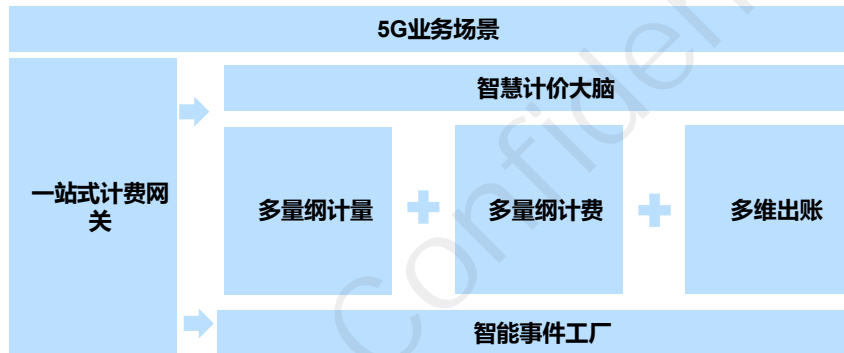 5G业务场景
智慧计价大脑
一站式计费网
关
多量纲计量
多量纲计费
多维出账
智能事件工厂
Confiden